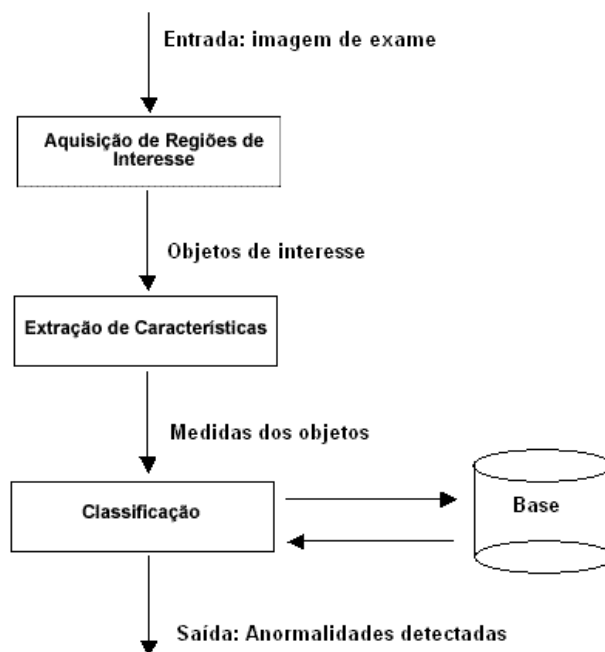 Entrada: imagem de exame
Aquisição de Regiões de
Interesse
Objetos de interesse
Extração de Características
Medidas dos objetos
Classificação
Base
Saída: Anormalidades detectadas